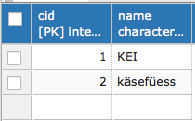 cid name
[PK] inte... character...
1 KEI
2 käsefüess